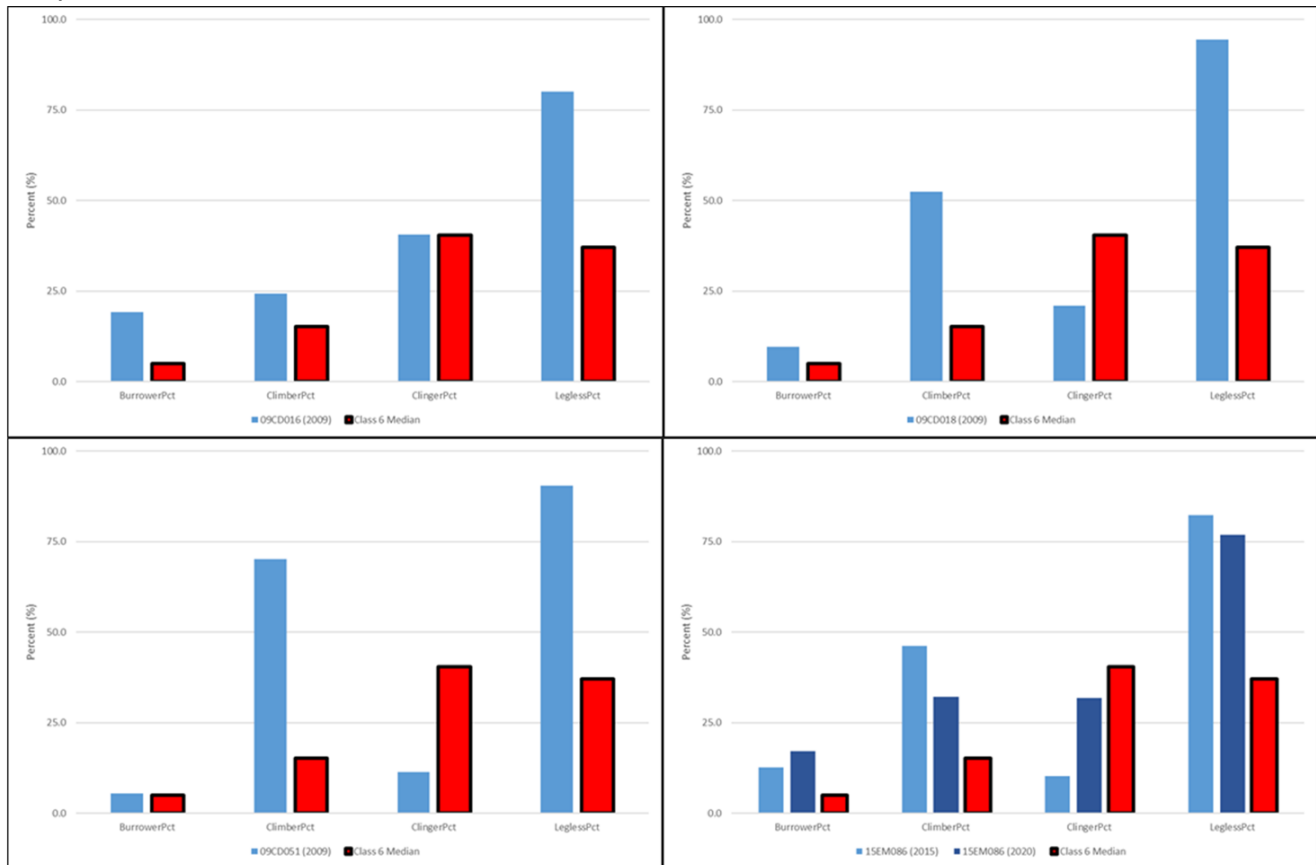 100.0
75.0
50.0
25.0
0.0
Percent (%)
BurrowerPct ClimberPct ClingerPct LeglessPct
09CD016 (2009) Class 6 Median
100.0
75.0
50.0
25.0
0.0
Percent (%)
BurrowerPct ClimberPct ClingerPct LeglessPct
09CD018 (2009) Class 6 Median
100.0
75.0
50.0
25.0
0.0
Percent (%)
BurrowerPct ClimberPct ClingerPct LeglessPct
09CD051 (2009) Class 6 Median
100.0
75.0
50.0
25.0
0.0
Percent (%)
BurrowerPct ClimberPct ClingerPct LeglessPct
15EM086 (2015) 15EM086 (2020) Class 6 Median